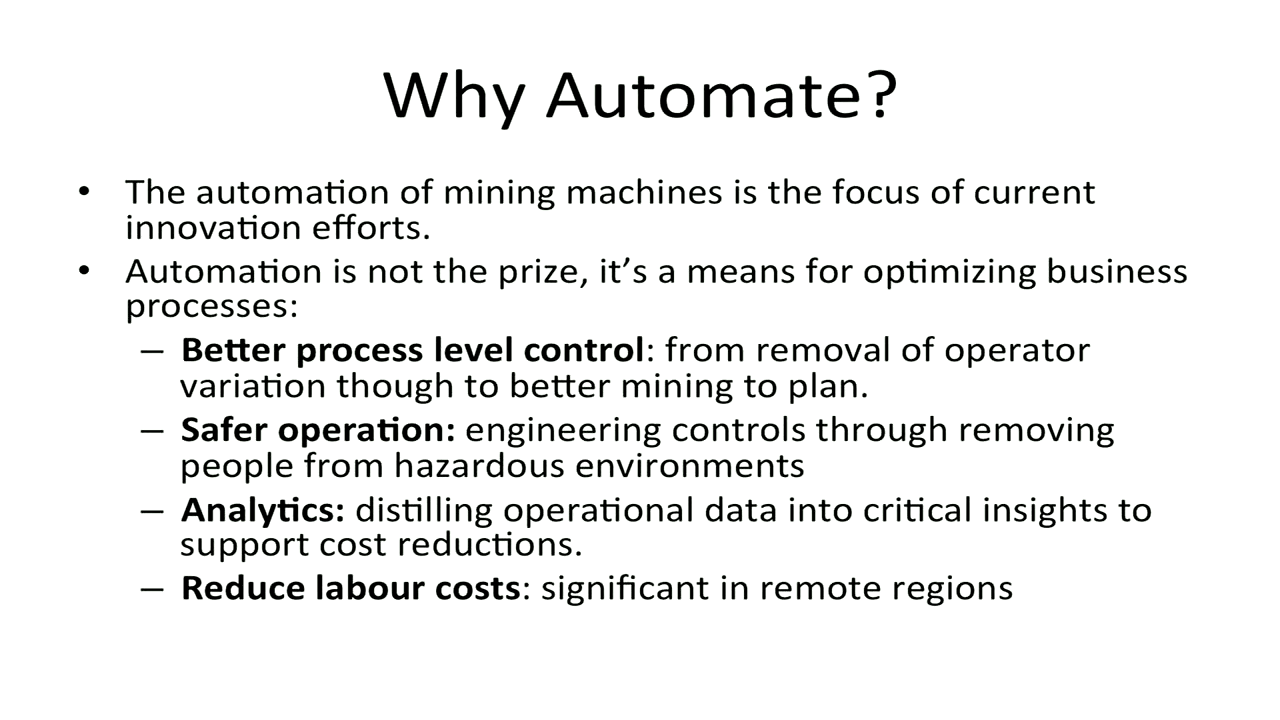 Why Automate?
• The automation of mining machines is the focus of current
innovation efforts.
• Automation is not the prize, it’s a means for optimizing business
processes:
– Better process level control: from removal of operator
variation though to better mining to plan.
– Safer operation: engineering controls through removing
people from hazardous environments
– Analytics: distilling operational data into critical insights to
support cost reductions.
– Reduce labour costs: significant in remote regions